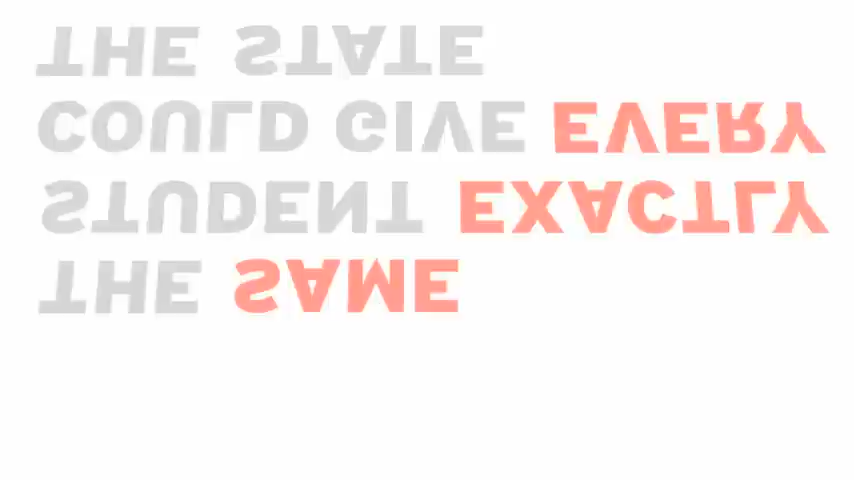 THE STATE
COULD GIVE EVERY
STUDENT EXACTLY
THE SAME